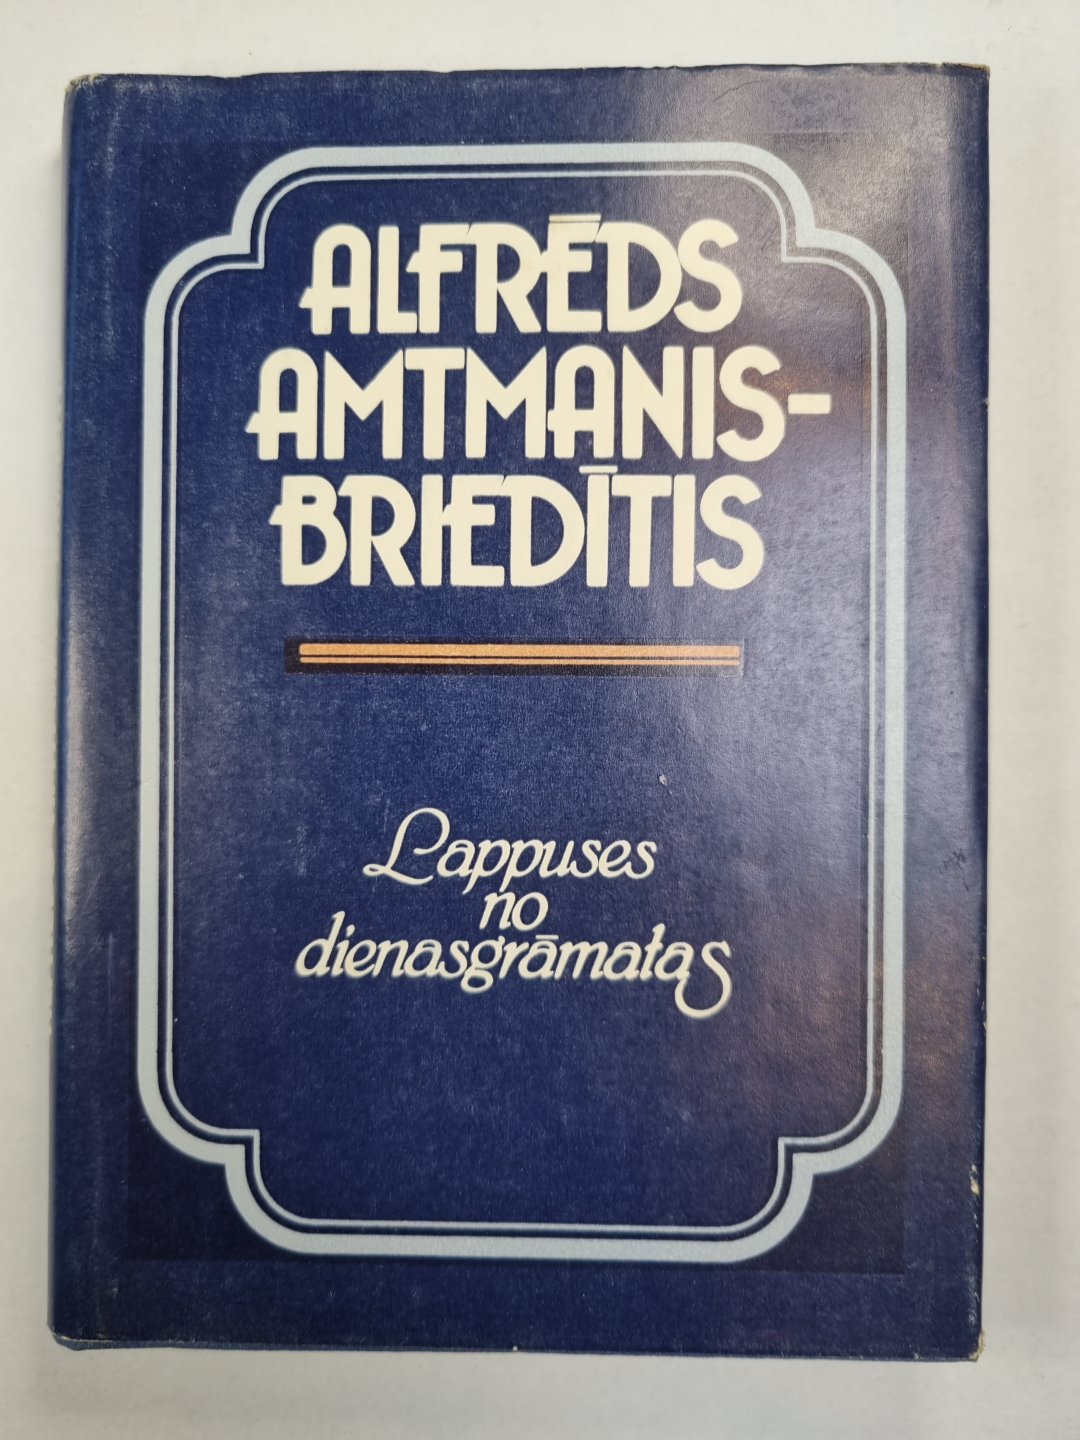 ALFRĒDS
AMTMANIS-
BRIEDĪTIS
Lappuses
no
dienasgrāmatas